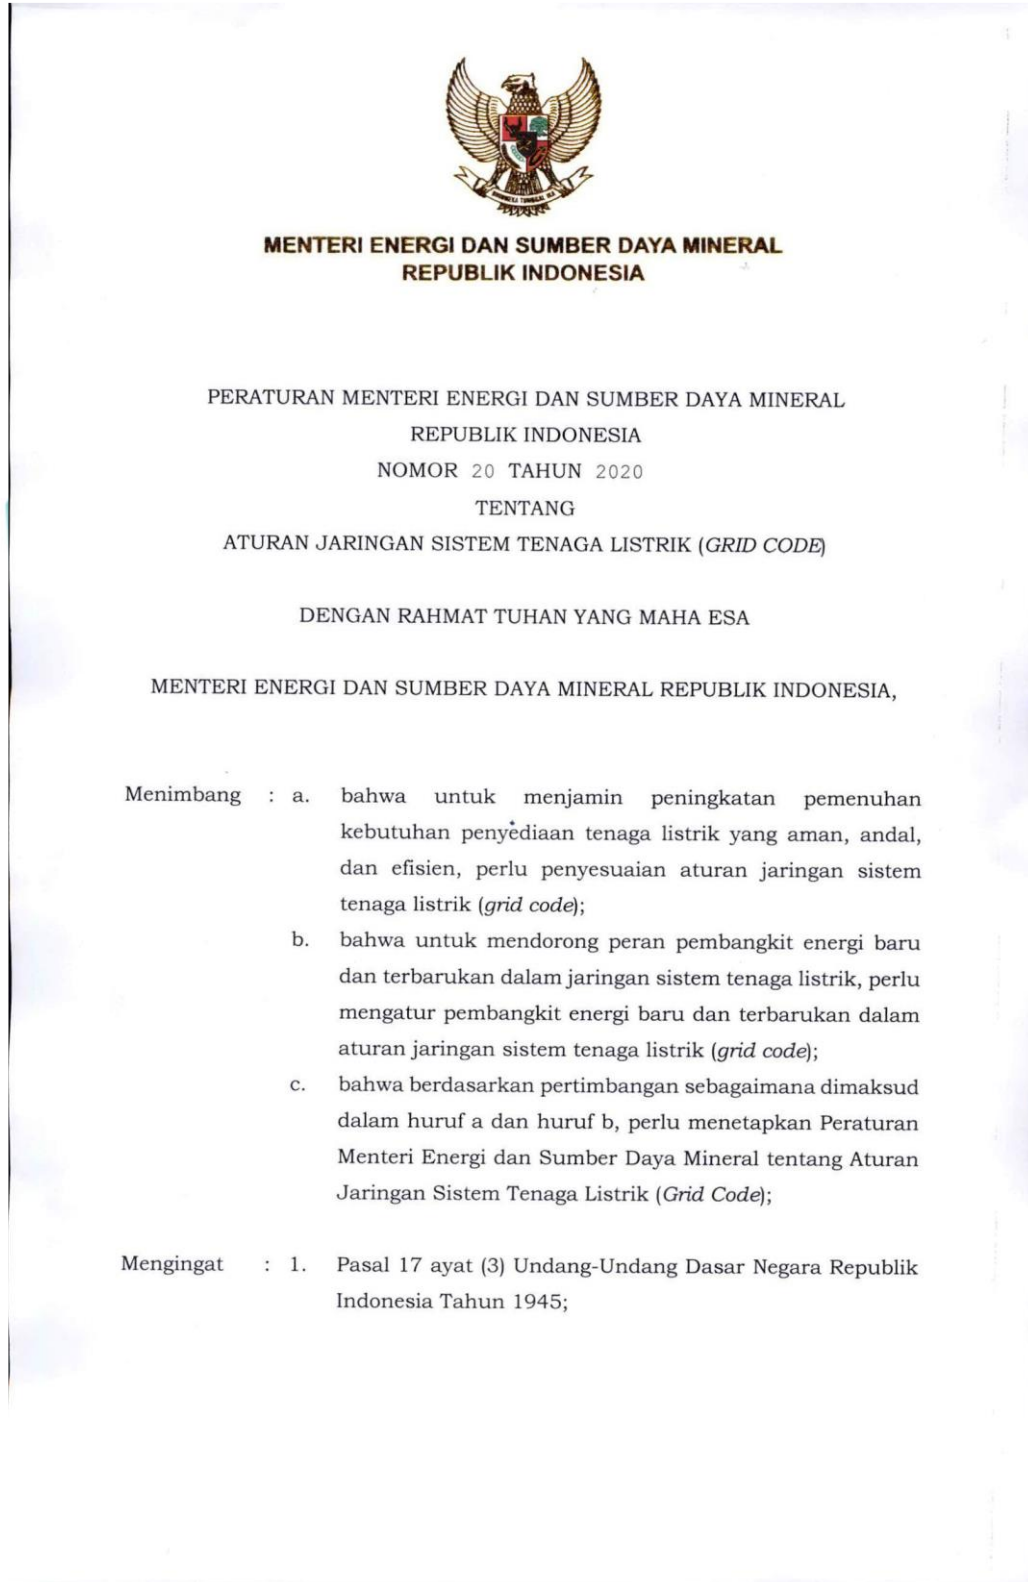 MENTERI ENERGI DAN SUMBER DAYA MINERAL
REPUBLIK INDONESIA
PERATURAN MENTERI ENERGI DAN SUMBER DAYA MINERAL
REPUBLIK INDONESIA
NOMOR 20 TAHUN 2020
TENTANG
ATURAN JARINGAN SISTEM TENAGA LISTRIK (GRID CODE)
DENGAN RAHMAT TUHAN YANG MAHA ESA
MENTERI ENERGI DAN SUMBER DAYA MINERAL REPUBLIK INDONESIA,
Menimbang : a. bahwa untuk menjamin peningkatan pemenuhan
kebutuhan penyediaan tenaga listrik yang aman, andal,
dan efisien, perlu penyesuaian aturan jaringan sistem
tenaga listrik (grid code);
b. bahwa untuk mendorong peran pembangkit energi baru
dan terbarukan dalam jaringan sistem tenaga listrik, perlu
mengatur pembangkit energi baru dan terbarukan dalam
aturan jaringan sistem tenaga listrik (grid code);
c. bahwa berdasarkan pertimbangan sebagaimana dimaksud
dalam huruf a dan huruf b, perlu menetapkan Peraturan
Menteri Energi dan Sumber Daya Mineral tentang Aturan
Jaringan Sistem Tenaga Listrik (Grid Code);
Mengingat : 1. Pasal 17 ayat (3) Undang-Undang Dasar Negara Republik
Indonesia Tahun 1945;